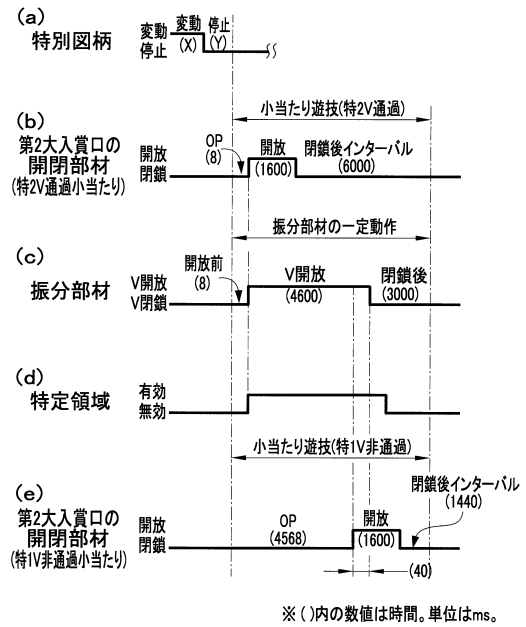 (a)
特別図柄
変動
停止
変動
(X)
停止
(Y)
小当たり遊技(特2V通過)
(b)
第2大入賞口の
開閉部材
(特2V通過小当たり)
開放
閉鎖
OP
(8)
開放
(1600)
閉鎖後インターバル
(6000)
振分部材の一定動作
(c)
振分部材
V開放
V閉鎖
開放前
(8)
V開放
(4600)
閉鎖後
(3000)
(d)
特定領域
有効
無効
小当たり遊技(特1V非通過)
(e)
第2大入賞口の
開閉部材
(特1V非通過小当たり)
開放
閉鎖
OP
(4568)
開放
(1600)
閉鎖後インターバル
(1440)
(40)
※( )内の数値は時間。単位はms。